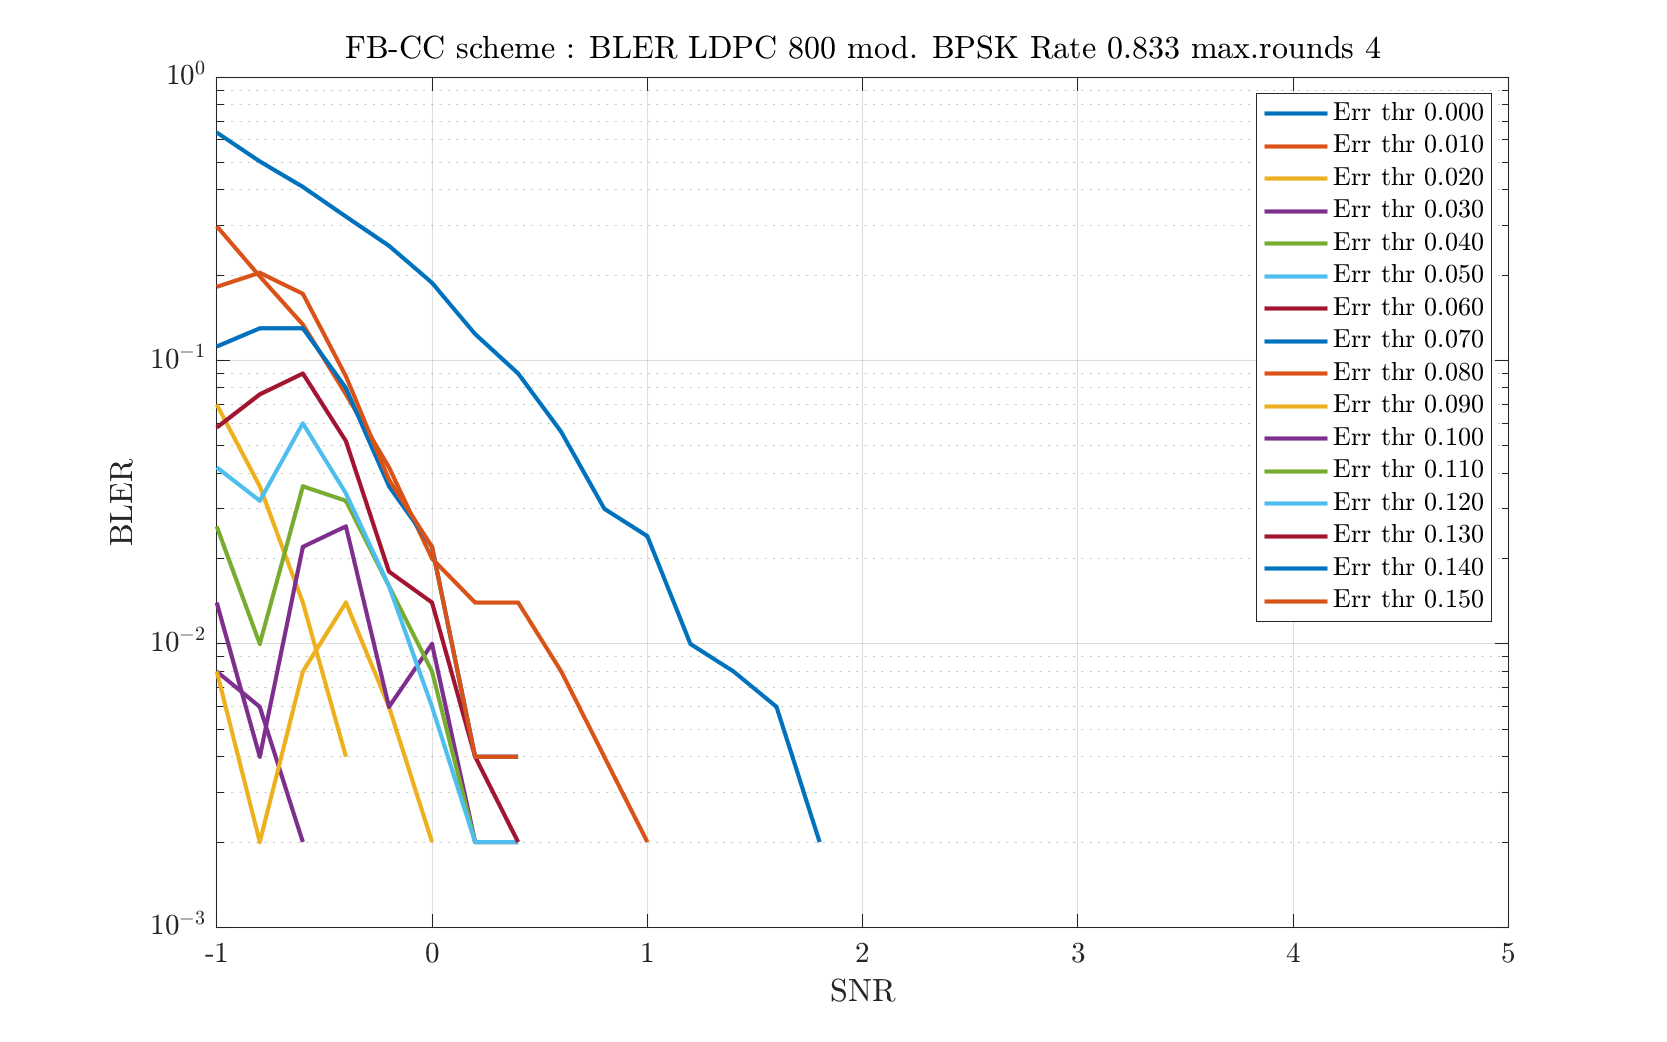 FB-CC scheme : BLER LDPC 800 mod. BPSK Rate 0.833 max.rounds 4
10^0
10^-1
10^-2
10^-3
BLER
Err thr 0.000
Err thr 0.010
Err thr 0.020
Err thr 0.030
Err thr 0.040
Err thr 0.050
Err thr 0.060
Err thr 0.070
Err thr 0.080
Err thr 0.090
Err thr 0.100
Err thr 0.110
Err thr 0.120
Err thr 0.130
Err thr 0.140
Err thr 0.150
-1 0 1 2 3 4 5
SNR